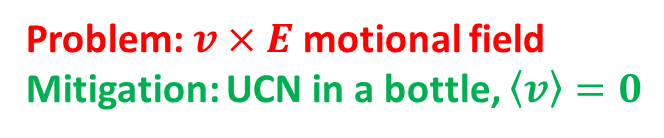 Problem: v × E motional field
Mitigation: UCN in a bottle, ⟨v⟩ = 0